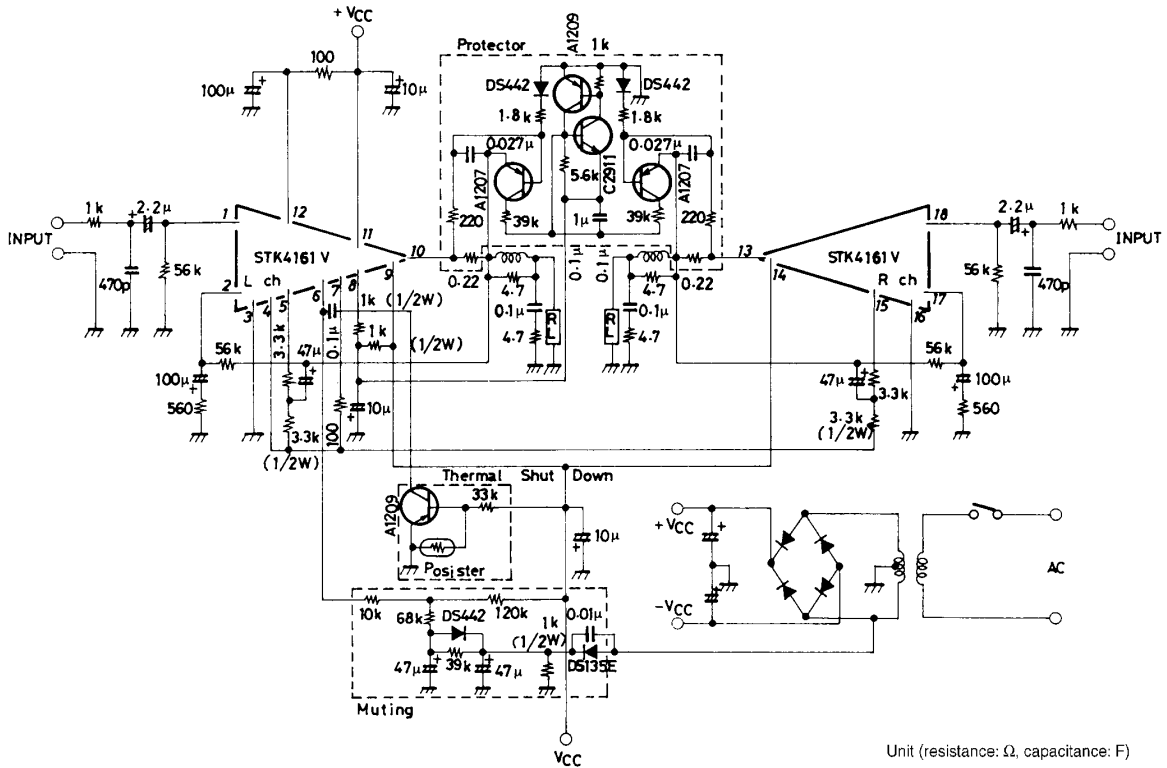 + VCC
Protector
A1209
1k
100
100μ
+
+
10μ
DS442
DS442
1.8k
1.8k
0.027μ
0.027μ
A1207
5.6k
C2911
A1207
220
39k
1μ
39k
220
1k
2.2μ
+
1
12
11
10
13
18
2.2μ
+
1k
INPUT
INPUT
56k
470p
STK4161V
L ch
2
3
4
5
6
7
8
9
STK4161V
R ch
14
15
16
17
56k
470p
0.22
4.7
0.1μ
4.7
RL
0.1μ
0.1μ
RL
4.7
0.1μ
4.7
0.22
1k (1/2W)
1k
(1/2W)
0.1μ
3.3k
47μ
+
56k
100μ
+
560
3.3k
(1/2W)
100
+
10μ
56k
47μ
+
3.3k
3.3k
(1/2W)
100μ
+
560
Thermal Shut Down
A1209
33k
Posister
10μ
+
+VCC
+
+
-VCC
AC
10k
120k
68k
DS442
39k
47μ
+
47μ
+
1k
(1/2W)
0.01μ
DS135E
Muting
VCC
Unit (resistance: Ω, capacitance: F)